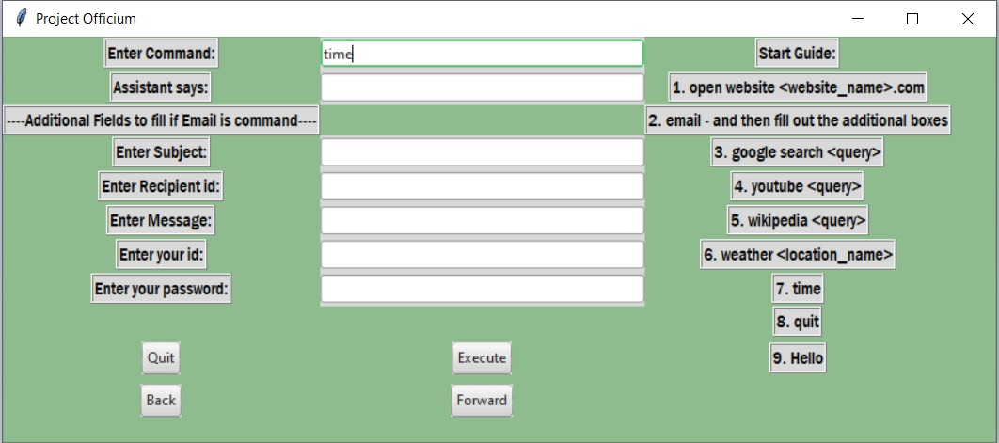 Project Officium
Enter Command: time Start Guide:
Assistant says: 1. open website <website_name>.com
----Additional Fields to fill if Email is command---- 2. email - and then fill out the additional boxes
Enter Subject: 3. google search <query>
Enter Recipient id: 4. youtube <query>
Enter Message: 5. wikipedia <query>
Enter your id: 6. weather <location_name>
Enter your password: 7. time
8. quit
Quit Execute 9. Hello
Back Forward